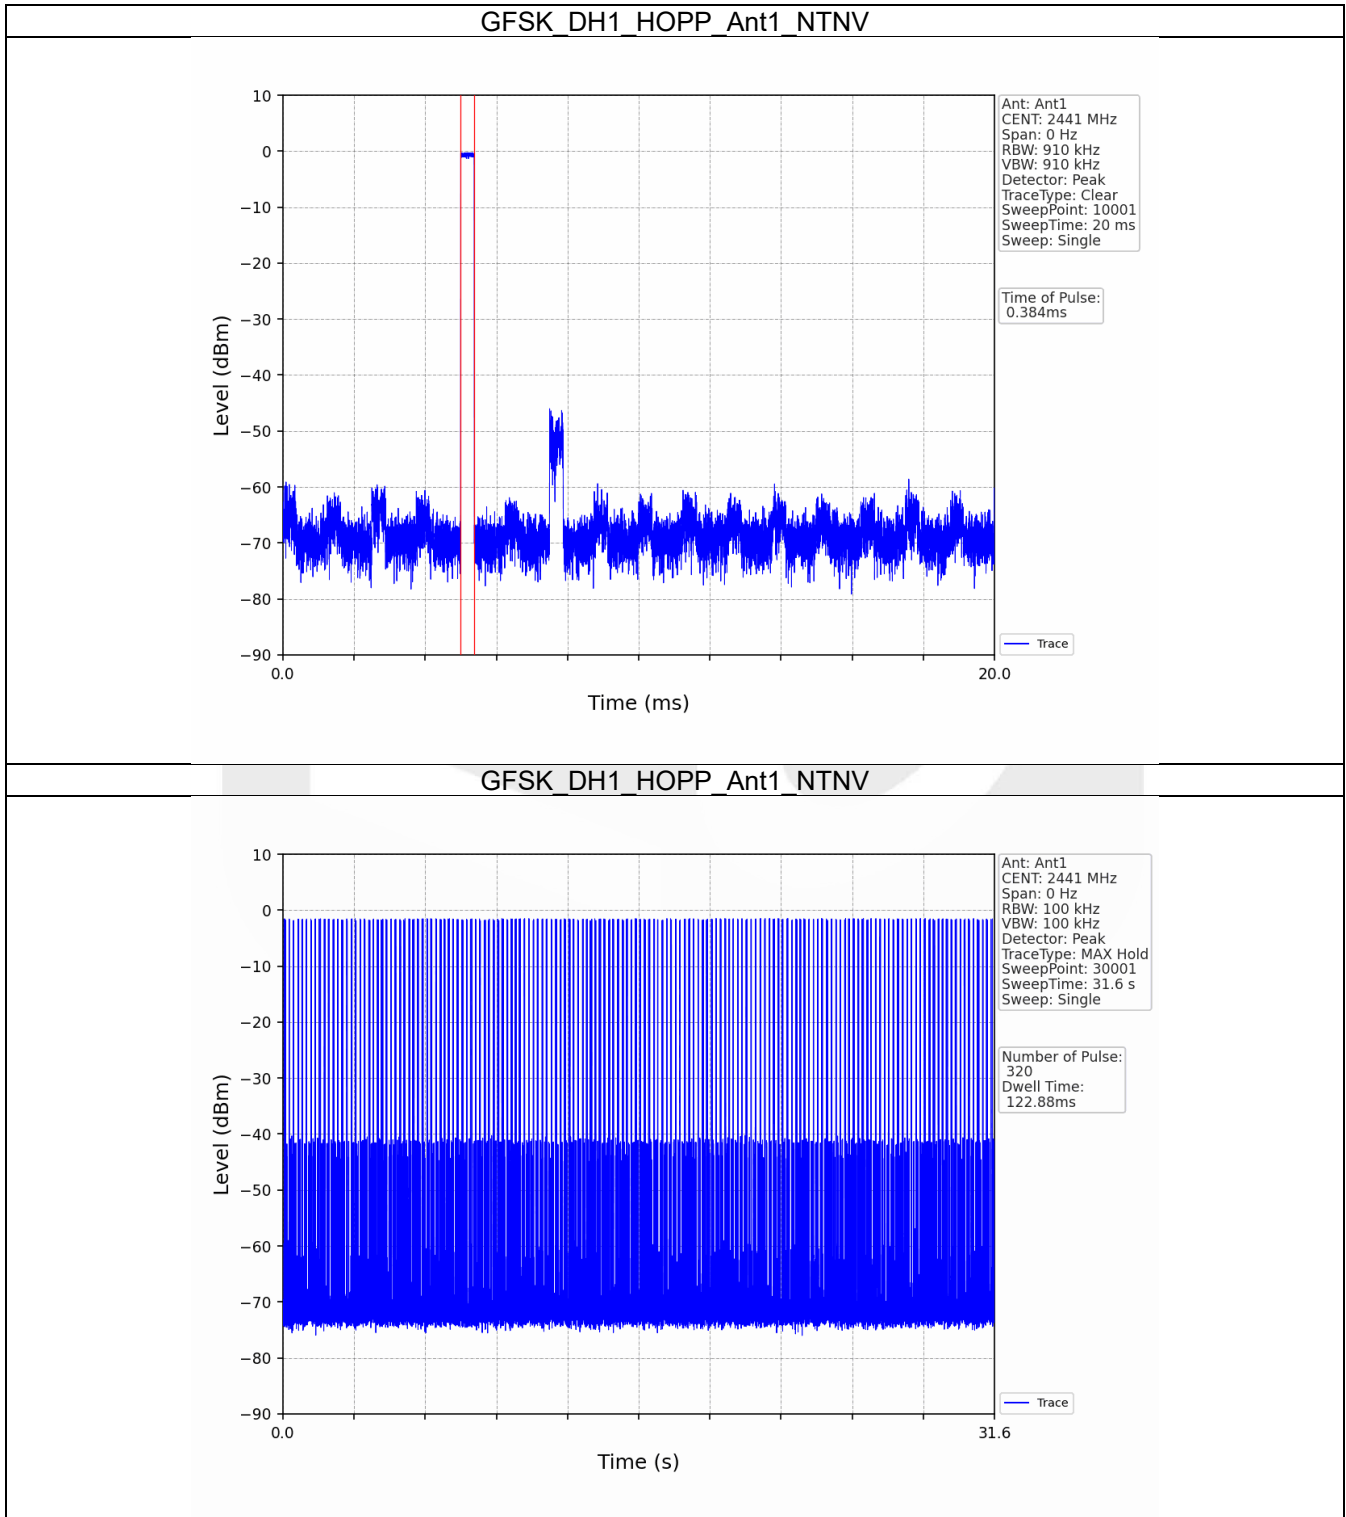 GFSK_DH1_HOPP_Ant1_NTNV
10
0
−10
−20
−30
−40
−50
−60
−70
−80
−90
Level (dBm)
0.0
20.0
Time (ms)
Ant: Ant1
CENT: 2441 MHz
Span: 0 Hz
RBW: 910 kHz
VBW: 910 kHz
Detector: Peak
TraceType: Clear
SweepPoint: 10001
SweepTime: 20 ms
Sweep: Single
Time of Pulse:
0.384ms
Trace
GFSK_DH1_HOPP_Ant1_NTNV
10
0
−10
−20
−30
−40
−50
−60
−70
−80
−90
Level (dBm)
0.0
31.6
Time (s)
Ant: Ant1
CENT: 2441 MHz
Span: 0 Hz
RBW: 100 kHz
VBW: 100 kHz
Detector: Peak
TraceType: MAX Hold
SweepPoint: 30001
SweepTime: 31.6 s
Sweep: Single
Number of Pulse:
320
Dwell Time:
122.88ms
Trace